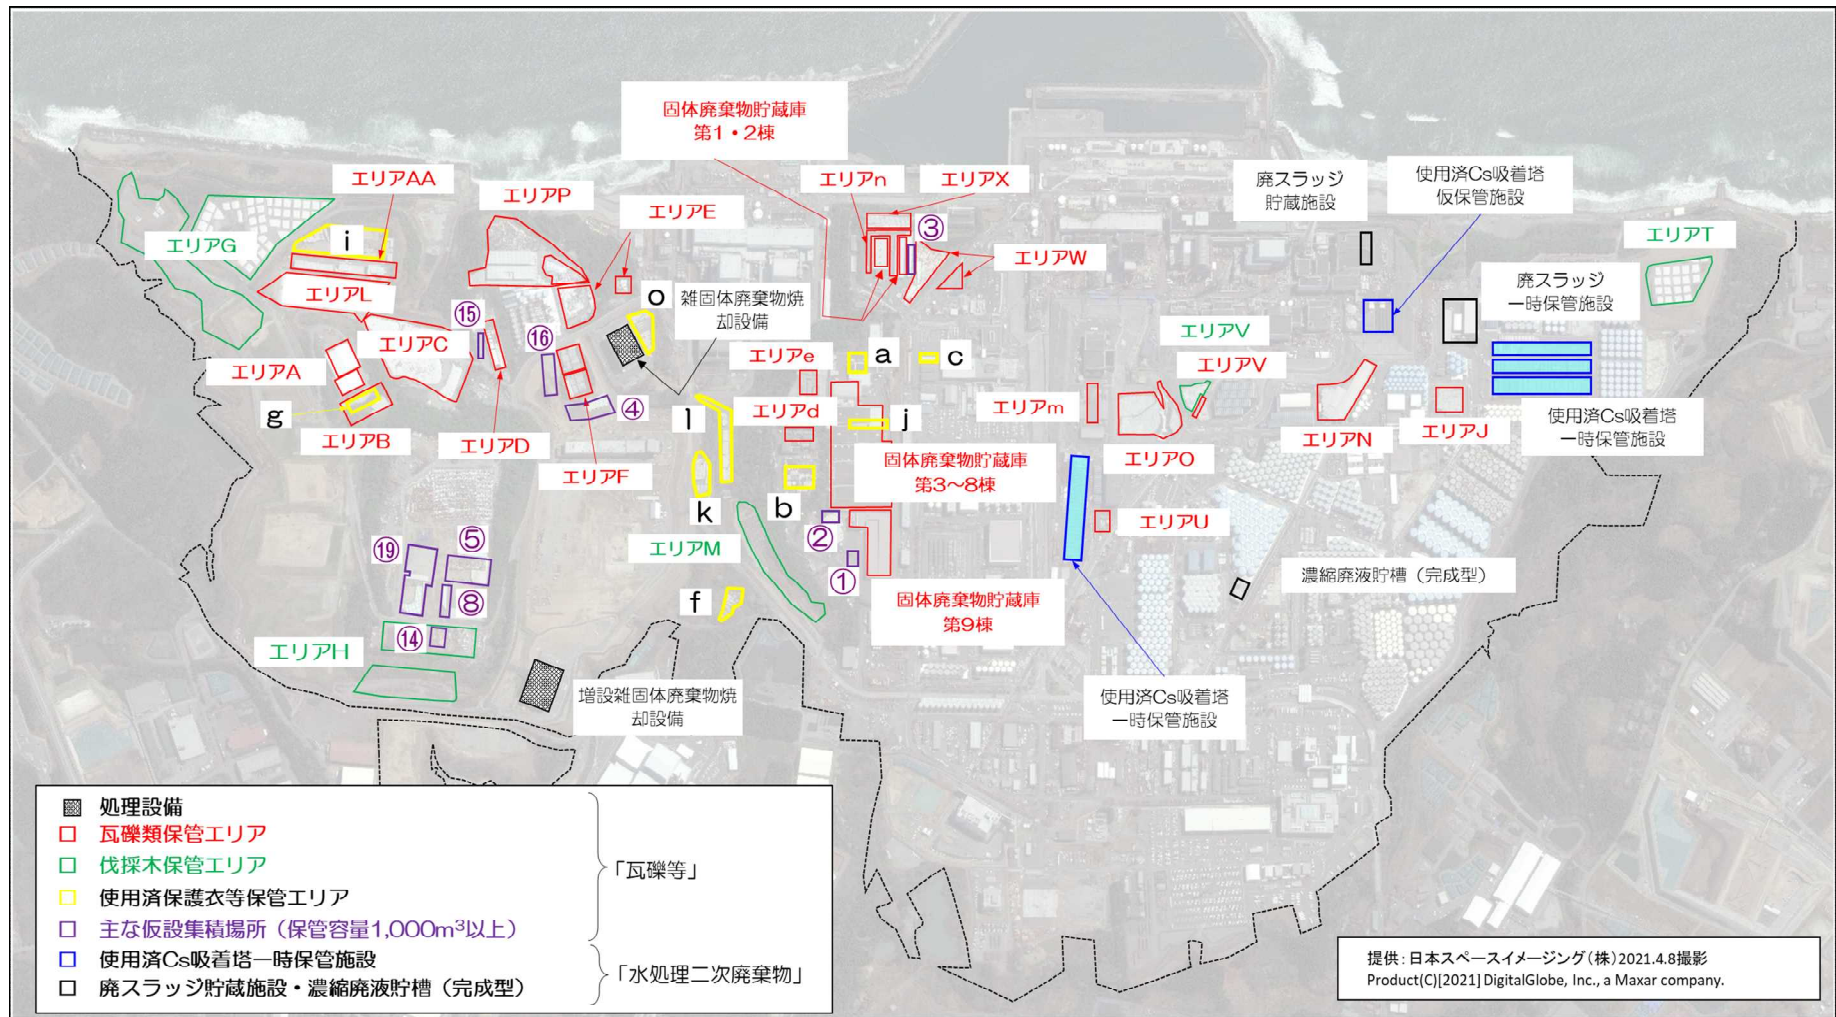 固体廃棄物貯蔵庫
第1・2棟
エリアAA
エリアP
エリアE
エリアn
エリアX
③
エリアW
廃スラッジ
貯蔵施設
使用済Cs吸着塔
仮保管施設
エリアT
エリアG
i
エリアL
o
雑固体廃棄物焼
却設備
廃スラッジ
一時保管施設
⑮
⑯
エリアC
エリアA
エリアe
a
c
エリアV
エリアV
g
エリアB
エリアD
④
エリアF
l
エリアd
j
エリアm
エリアO
エリアN
エリアJ
使用済Cs吸着塔
一時保管施設
固体廃棄物貯蔵庫
第3～8棟
k
b
エリアM
②
①
エリアU
⑲
⑤
⑧
⑭
f
固体廃棄物貯蔵庫
第9棟
濃縮廃液貯槽（完成型）
エリアH
増設雑固体廃棄物焼
却設備
使用済Cs吸着塔
一時保管施設
処理設備
瓦礫類保管エリア
伐採木保管エリア
使用済保護衣等保管エリア
主な仮設集積場所（保管容量1,000m³以上）
「瓦礫等」
使用済Cs吸着塔一時保管施設
廃スラッジ貯蔵施設・濃縮廃液貯槽（完成型）
「水処理二次廃棄物」
提供：日本スペースイメージング（株）2021.4.8撮影
Product(C)[2021] DigitalGlobe, Inc., a Maxar company.